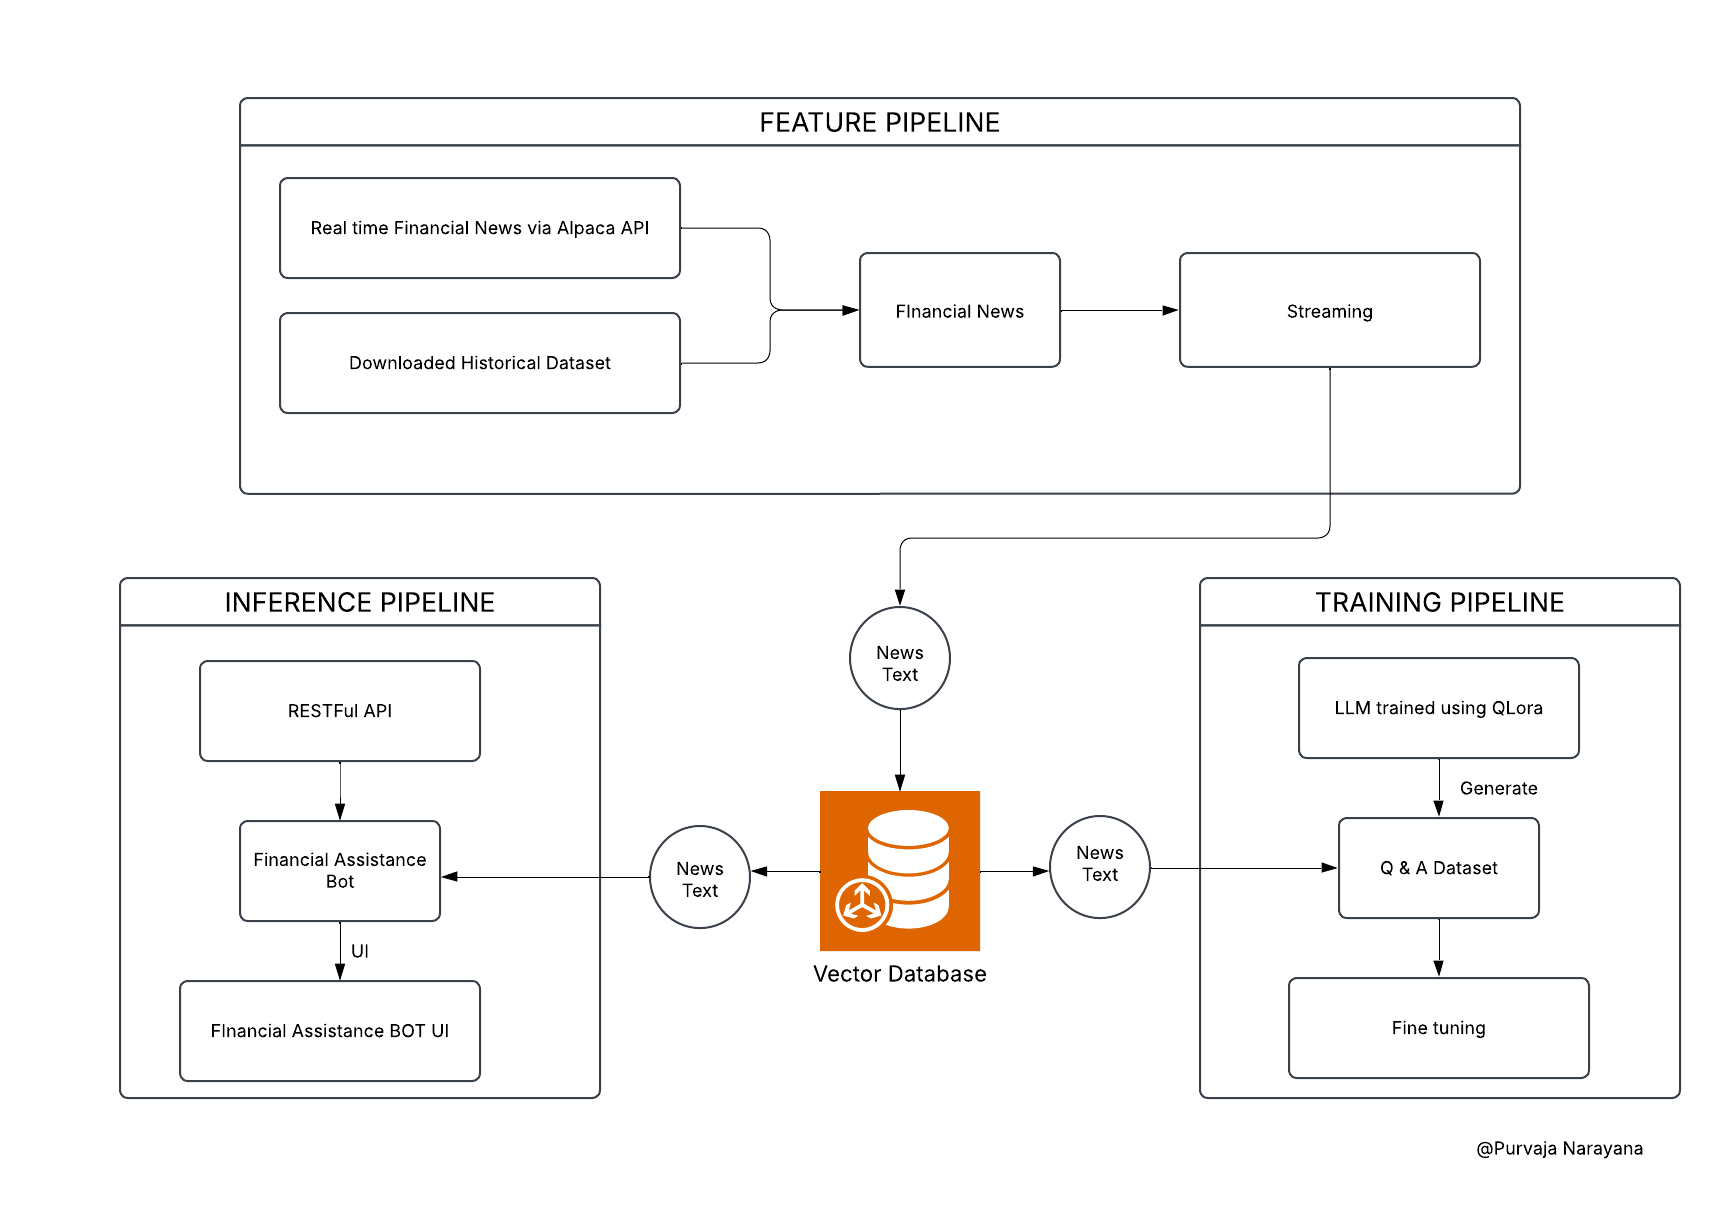 FEATURE PIPELINE
Real time Financial News via Alpaca API
Downloaded Historical Dataset
FInancial News
Streaming
News
Text
INFERENCE PIPELINE
RESTFul API
Financial Assistance
Bot
UI
FInancial Assistance BOT UI
News
Text
Vector Database
News
Text
TRAINING PIPELINE
LLM trained using QLora
Generate
Q & A Dataset
Fine tuning
@Purvaja Narayana